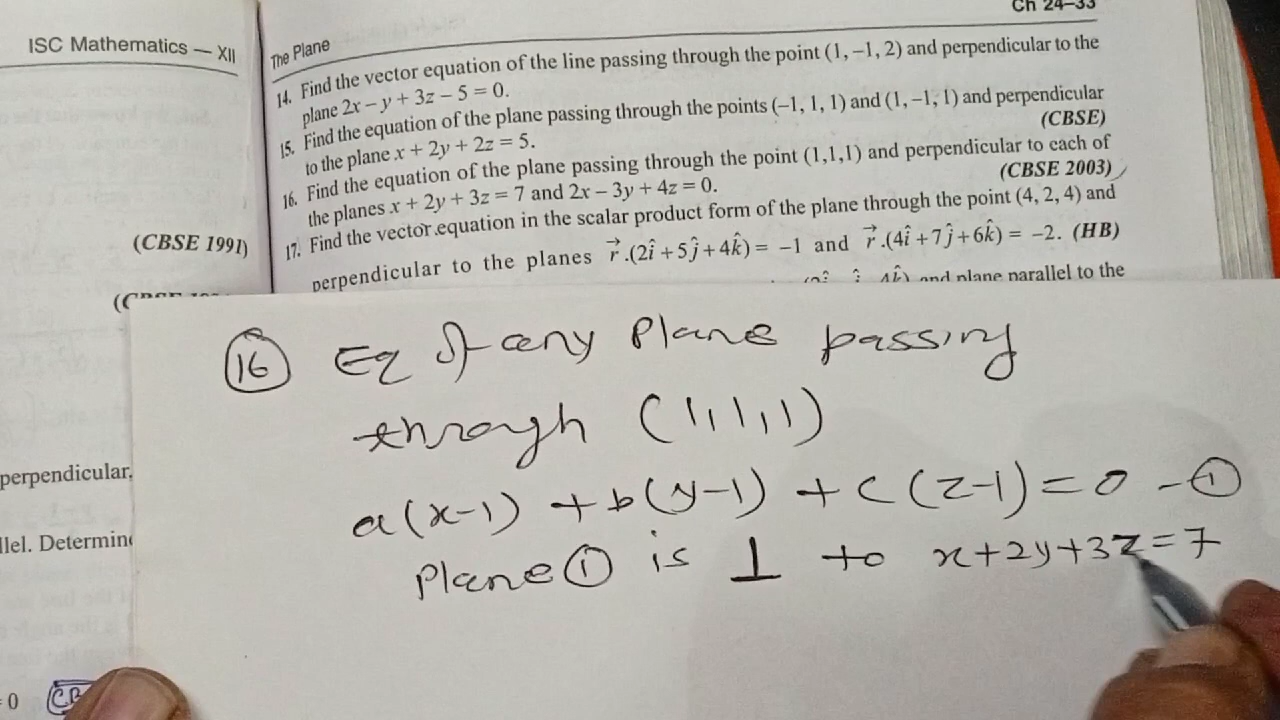 ISC Mathematics — XII
(CBSE 1991)
perpendicular,
llel. Determin
= 0
The Plane
Ch 24–33
14. Find the vector equation of the line passing through the point (1, –1, 2) and perpendicular to the
plane 2x – y + 3z – 5 = 0.
15. Find the equation of the plane passing through the points (–1, 1, 1) and (1, –1, 1) and perpendicular
to the plane x + 2y + 2z = 5. (CBSE)
16. Find the equation of the plane passing through the point (1,1,1) and perpendicular to each of
the planes x + 2y + 3z = 7 and 2x – 3y + 4z = 0. (CBSE 2003)
17. Find the vector equation in the scalar product form of the plane through the point (4, 2, 4) and
perpendicular to the planes r⃗.(2î + 5ĵ + 4k̂) = –1 and r⃗.(4î + 7ĵ + 6k̂) = –2. (HB)
and plane parallel to the
16 Eq of any Plane passing
through (1,1,1)
a(x-1) + b(y-1) + c(z-1) = 0 - ①
Plane ① is ⊥ to x+2y+3z=7